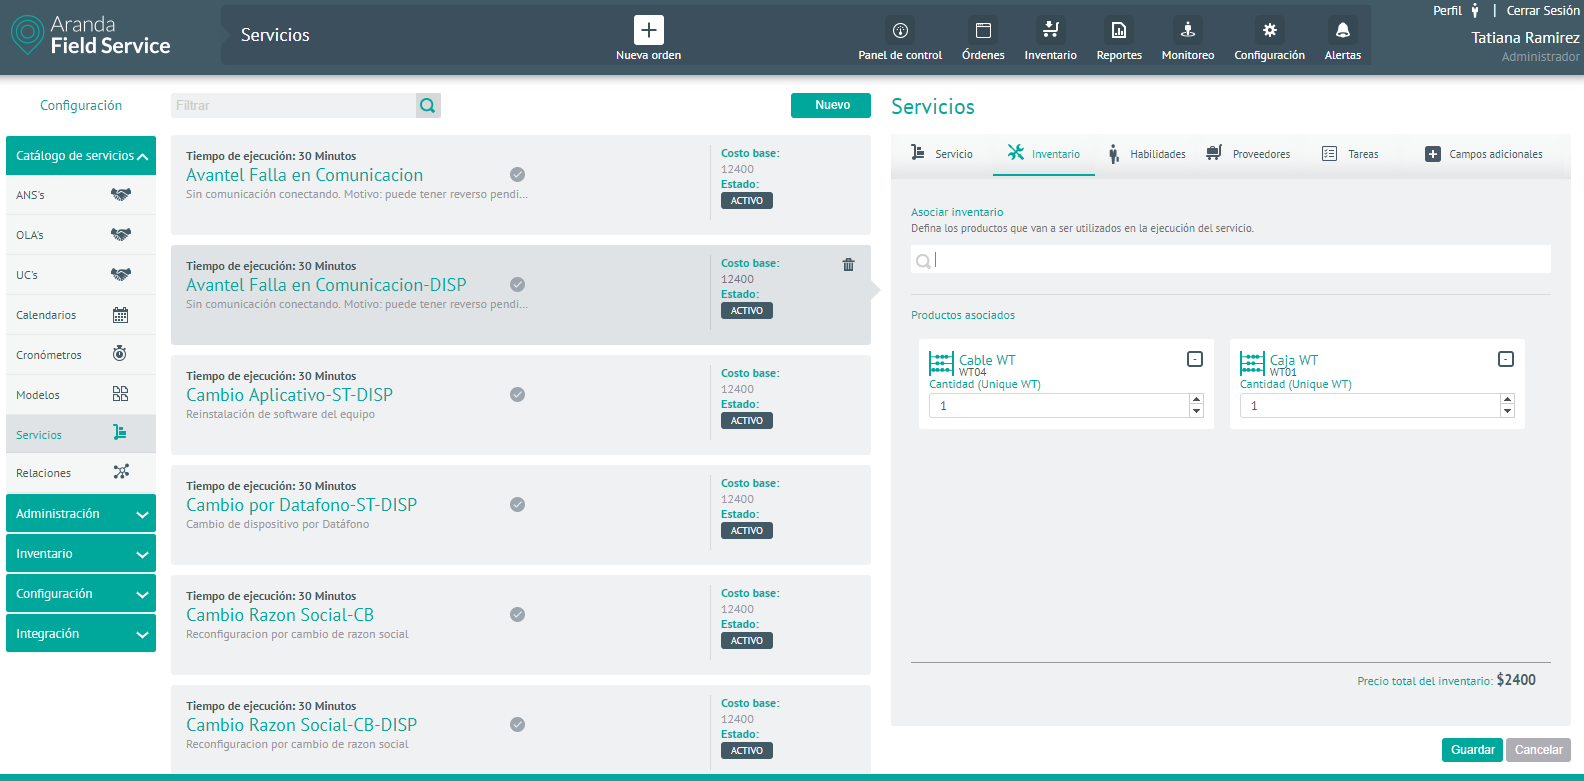 Aranda
Field Service
Servicios
Nueva orden
Panel de control
Órdenes
Inventario
Reportes
Monitoreo
Configuración
Alertas
Perfil | Cerrar Sesión
Tatiana Ramirez
Administrador
Configuración
Catálogo de servicios
ANS's
OLA's
UC's
Calendarios
Cronómetros
Modelos
Servicios
Relaciones
Administración
Inventario
Configuración
Integración
Filtrar
Nuevo
Tiempo de ejecución: 30 Minutos
Avantel Falla en Comunicacion
Sin comunicación conectando. Motivo: puede tener reverso pendi...
Costo base:
12400
Estado:
ACTIVO
Tiempo de ejecución: 30 Minutos
Avantel Falla en Comunicacion-DISP
Sin comunicación conectando. Motivo: puede tener reverso pendi...
Costo base:
12400
Estado:
ACTIVO
Tiempo de ejecución: 30 Minutos
Cambio Aplicativo-ST-DISP
Reinstalación de software del equipo
Costo base:
12400
Estado:
ACTIVO
Tiempo de ejecución: 30 Minutos
Cambio por Datafono-ST-DISP
Cambio de dispositivo por Datáfono
Costo base:
12400
Estado:
ACTIVO
Tiempo de ejecución: 30 Minutos
Cambio Razon Social-CB
Reconfiguracion por cambio de razon social
Costo base:
12400
Estado:
ACTIVO
Tiempo de ejecución: 30 Minutos
Cambio Razon Social-CB-DISP
Reconfiguracion por cambio de razon social
Costo base:
12400
Estado:
ACTIVO
Servicios
Servicio
Inventario
Habilidades
Proveedores
Tareas
Campos adicionales
Asociar inventario
Defina los productos que van a ser utilizados en la ejecución del servicio.
Productos asociados
Cable WT
WT04
Cantidad (Unique WT)
1
Caja WT
WT01
Cantidad (Unique WT)
1
Precio total del inventario: $2400
Guardar
Cancelar